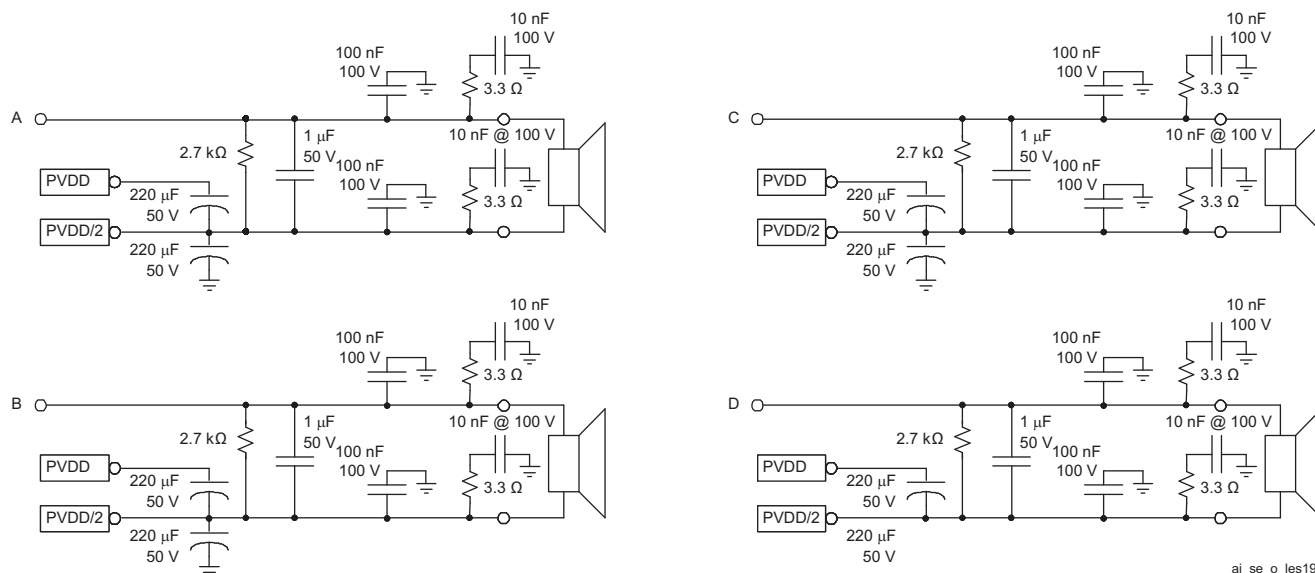 10 nF
100 V
100 nF
100 V
3.3 Ω
A
10 nF @ 100 V
1 μF
50 V
2.7 kΩ
100 nF
100 V
PVDD
220 μF
50 V
3.3 Ω
PVDD/2
220 μF
50 V
10 nF
100 V
100 nF
100 V
3.3 Ω
C
10 nF @ 100 V
1 μF
50 V
2.7 kΩ
100 nF
100 V
PVDD
220 μF
50 V
3.3 Ω
PVDD/2
220 μF
50 V
10 nF
100 V
100 nF
100 V
3.3 Ω
B
10 nF @ 100 V
1 μF
50 V
2.7 kΩ
100 nF
100 V
PVDD
220 μF
50 V
3.3 Ω
PVDD/2
220 μF
50 V
10 nF
100 V
100 nF
100 V
3.3 Ω
D
10 nF @ 100 V
1 μF
50 V
2.7 kΩ
100 nF
100 V
PVDD
220 μF
50 V
3.3 Ω
PVDD/2
220 μF
50 V
ai_se_o_les19